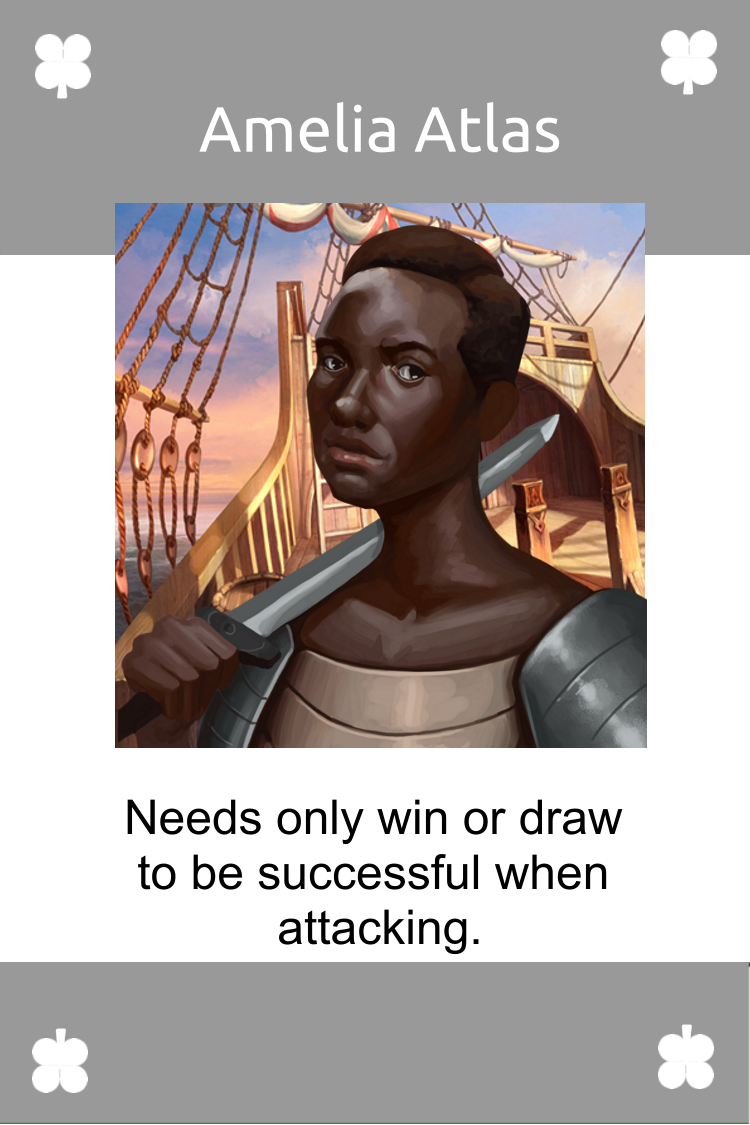 Amelia Atlas
Needs only win or draw
to be successful when
attacking.